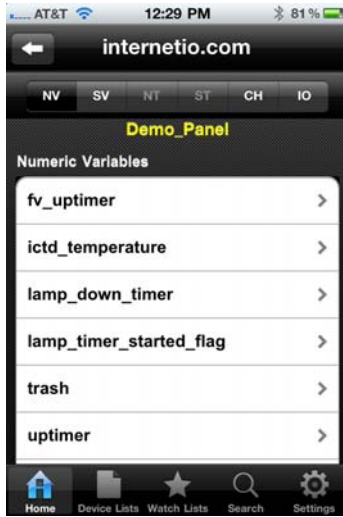 AT&T 12:29 PM 81%
internetio.com
NV SV NT ST CH IO
Demo_Panel
Numeric Variables
fv_uptimer
ictd_temperature
lamp_down_timer
lamp_timer_started_flag
trash
uptimer
Home Device Lists Watch Lists Search Settings